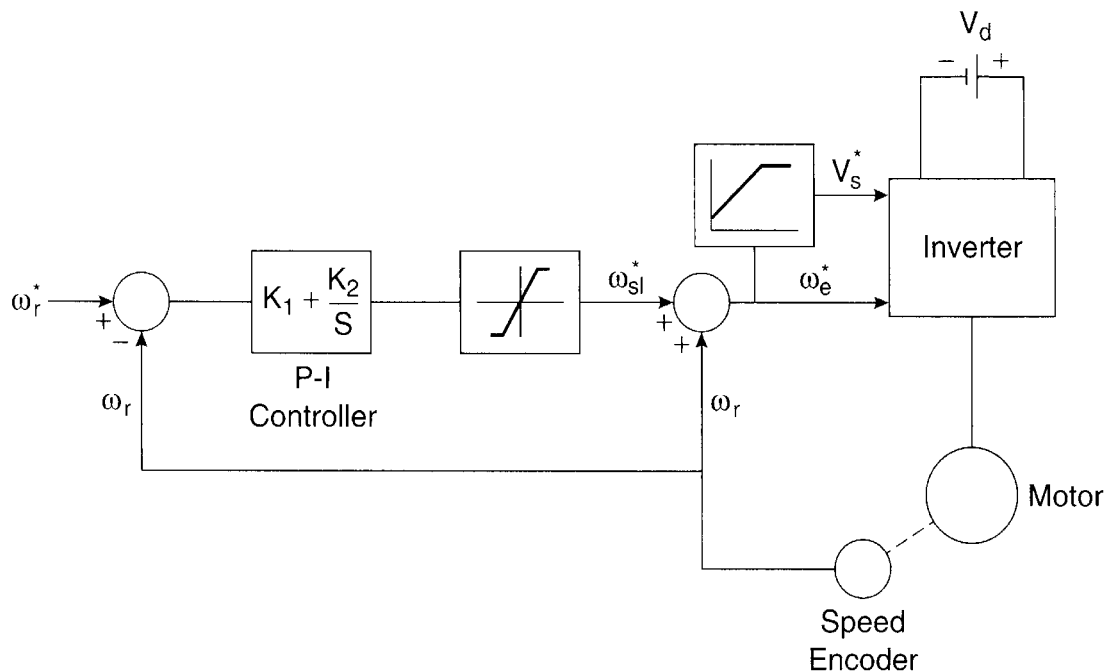 V_d
− +
V_s^*
Inverter
ω_r^*
+
−
K_1 + K_2/S
ω_sl^*
+
+
ω_e^*
P-I
Controller
ω_r
ω_r
Motor
Speed
Encoder